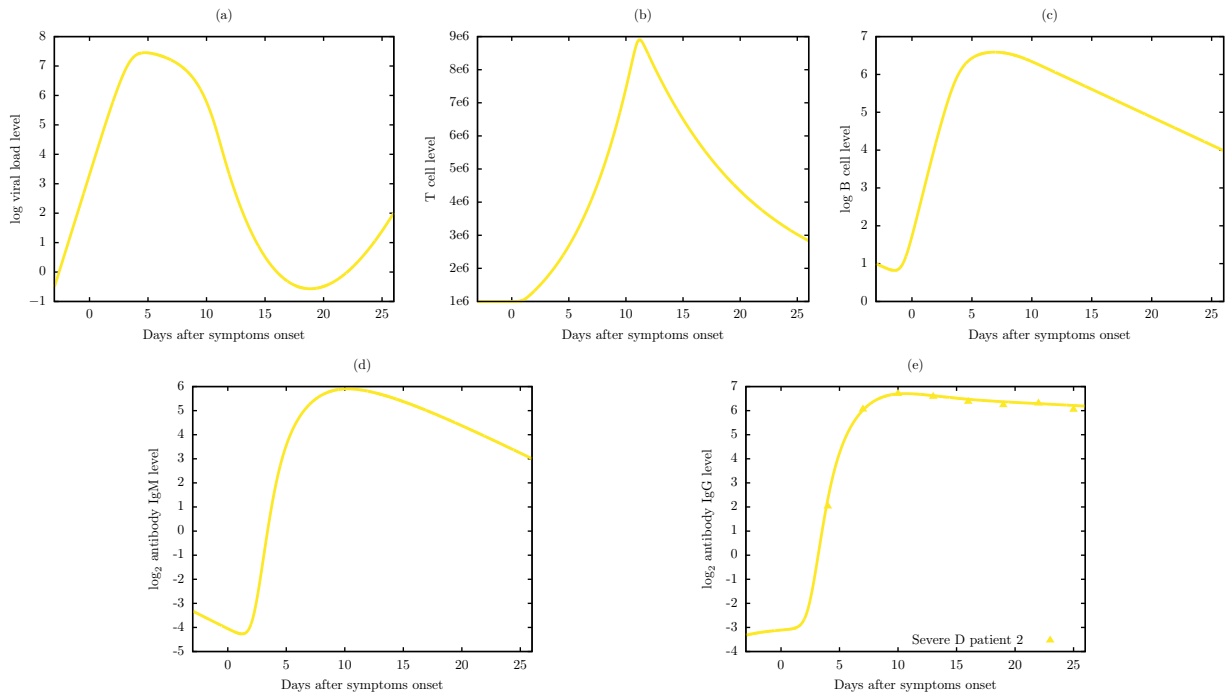 (a)
log viral load level
8
7
6
5
4
3
2
1
0
−1
0 5 10 15 20 25
Days after symptoms onset
(b)
T cell level
9e6
8e6
7e6
6e6
5e6
4e6
3e6
2e6
1e6
0 5 10 15 20 25
Days after symptoms onset
(c)
log B cell level
7
6
5
4
3
2
1
0
0 5 10 15 20 25
Days after symptoms onset
(d)
log₂ antibody IgM level
6
5
4
3
2
1
0
-1
-2
-3
-4
-5
0 5 10 15 20 25
Days after symptoms onset
(e)
log₂ antibody IgG level
7
6
5
4
3
2
1
0
-1
-2
-3
-4
Severe D patient 2
0 5 10 15 20 25
Days after symptoms onset